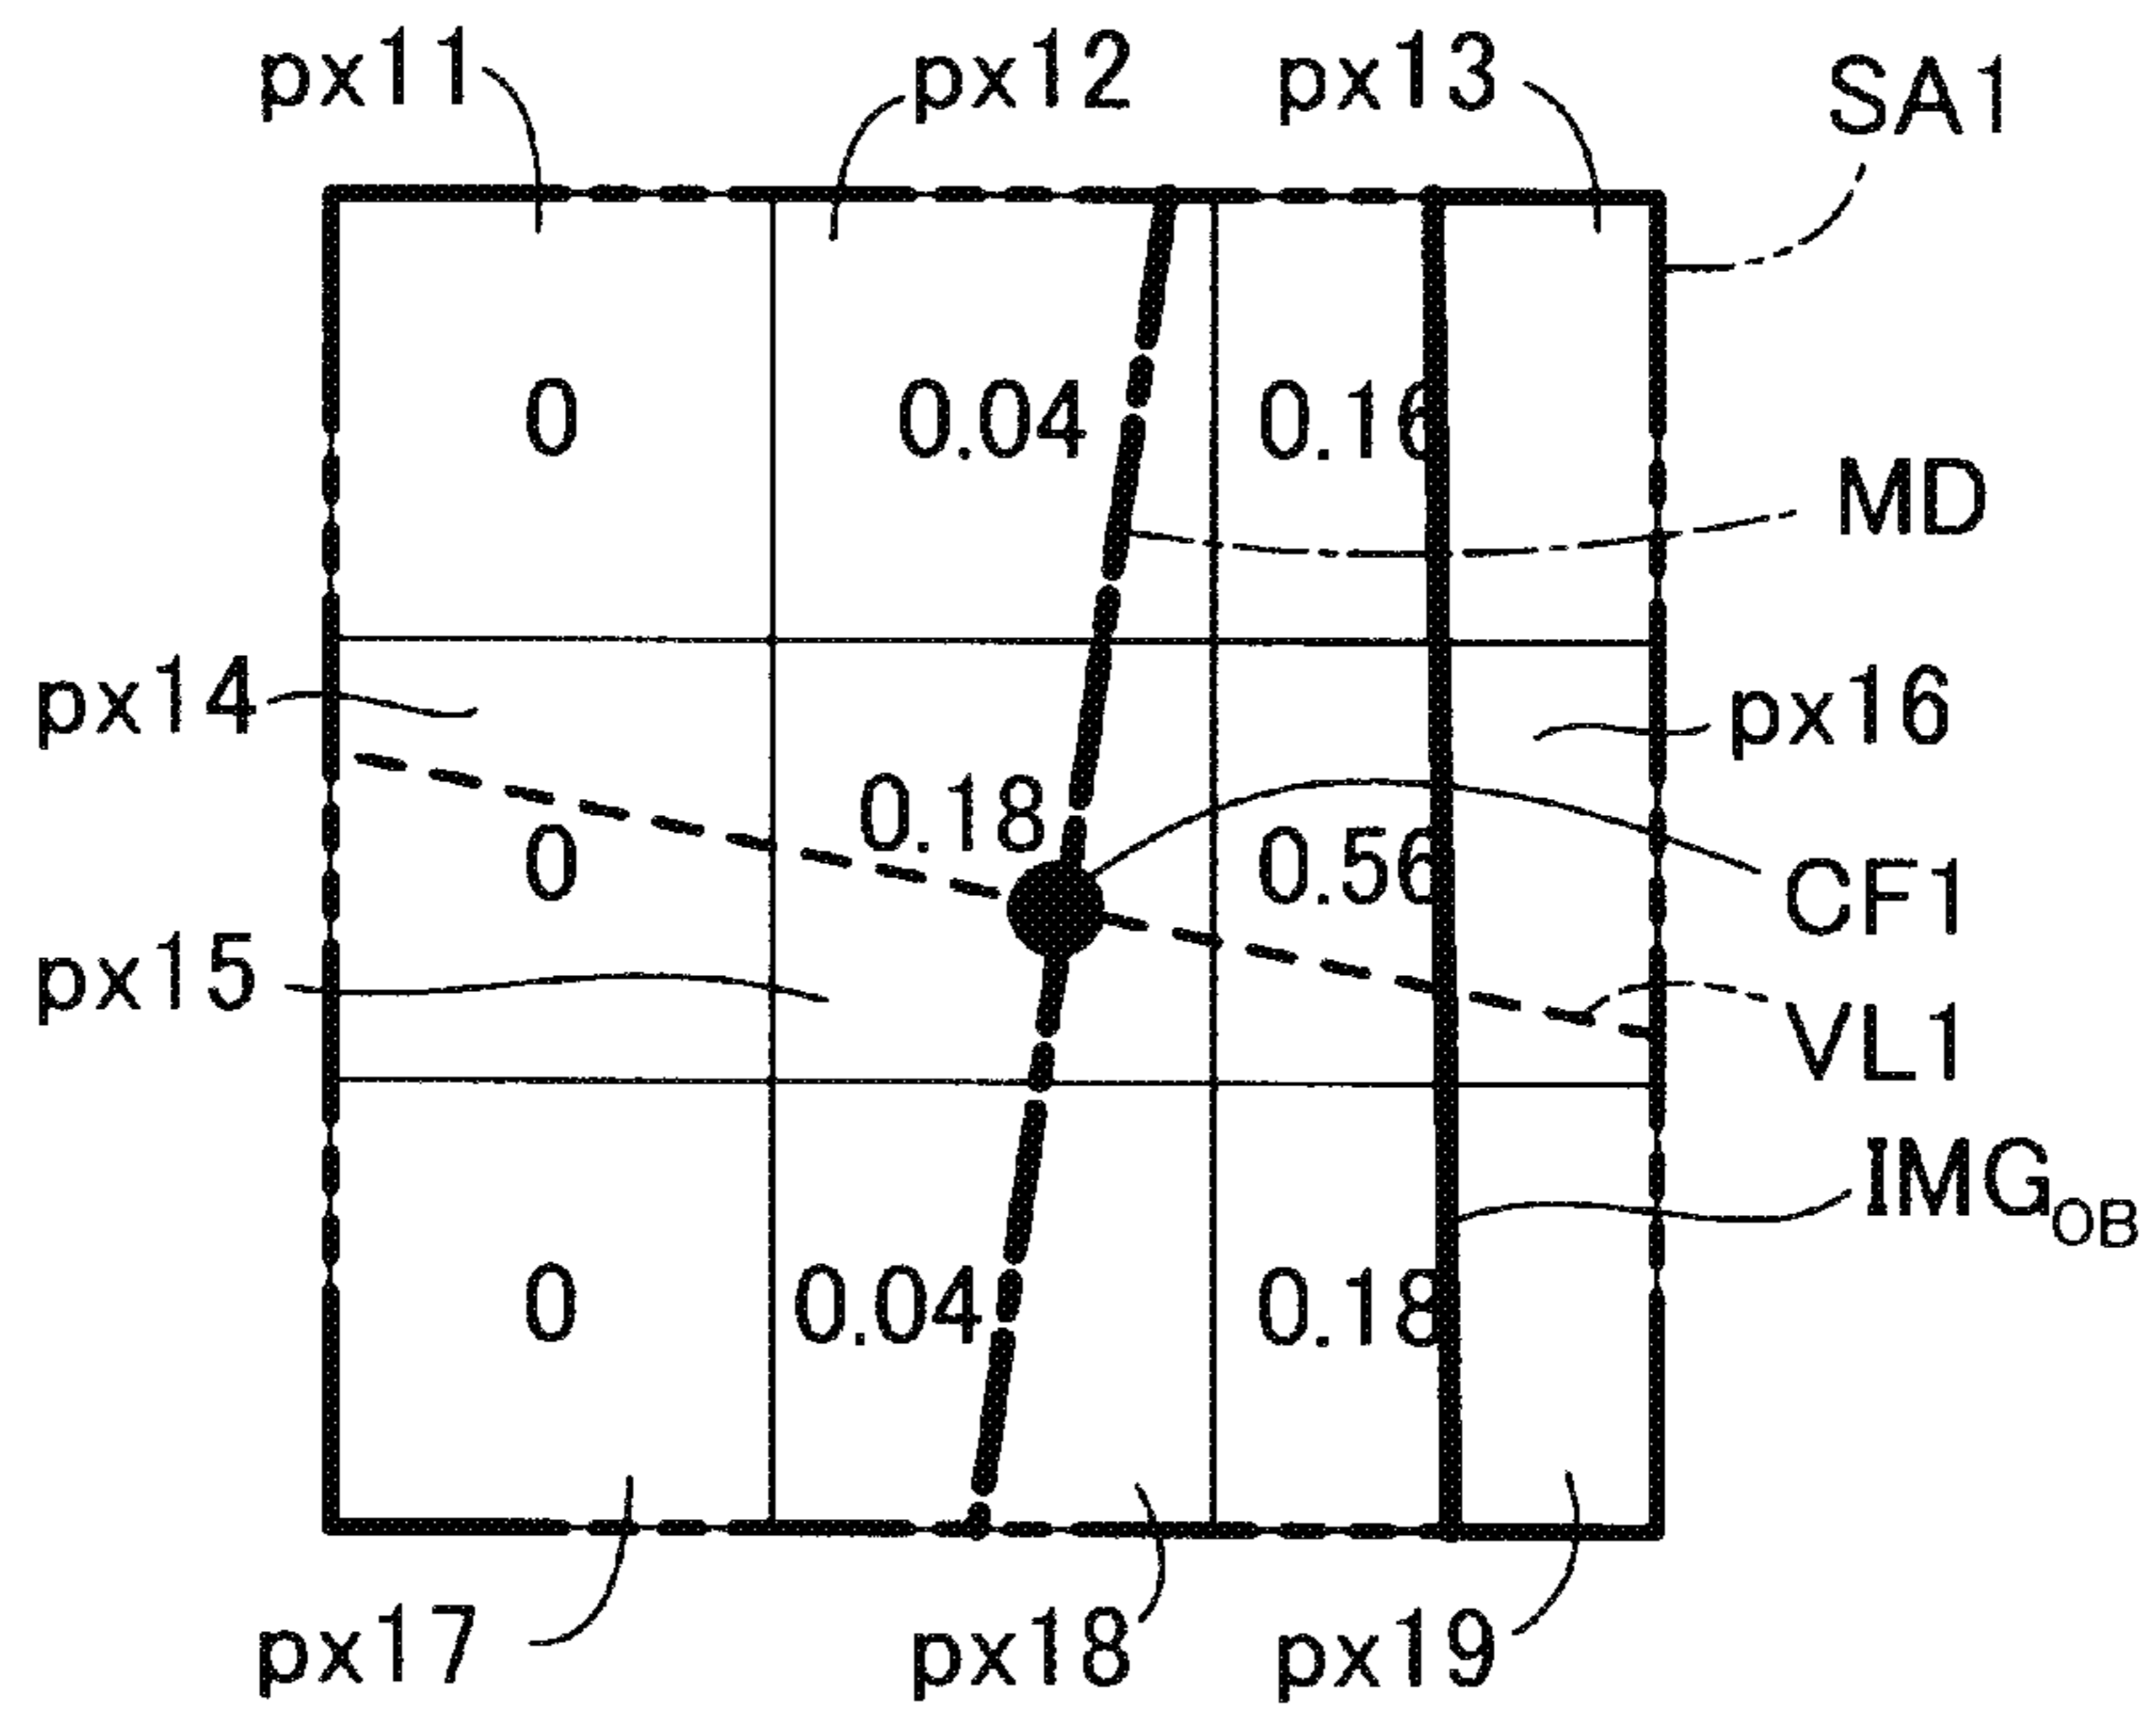 px11 px12 px13 SA1
0 0.04 0.16
MD
px14 px16
0 0.18 0.56
CF1
px15
VL1
IMG_OB
0 0.04 0.18
px17 px18 px19